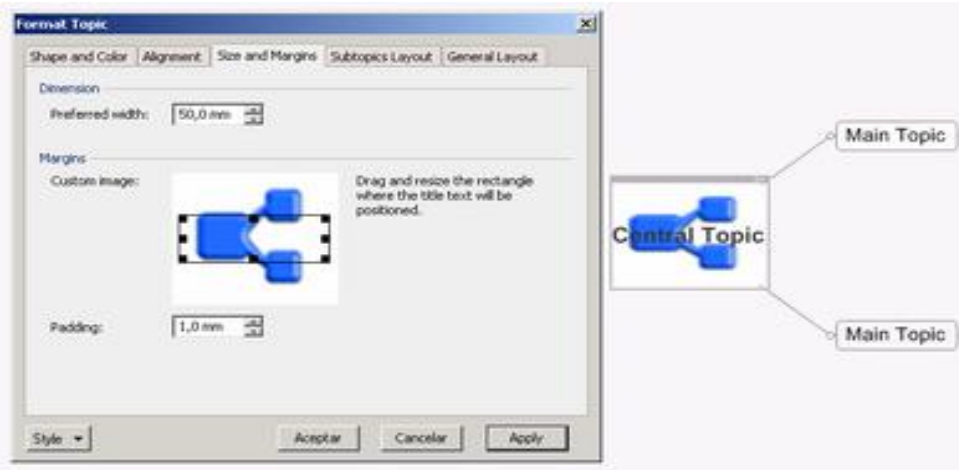 Format Topic
Shape and Color Alignment Size and Margins Subtopics Layout General Layout
Dimension
Preferred width: 50,0 mm
Margins
Custom image:
Drag and resize the rectangle
where the title text will be
positioned.
Padding: 1,0 mm
Style Aceptar Cancelar Apply
Main Topic
Central Topic
Main Topic